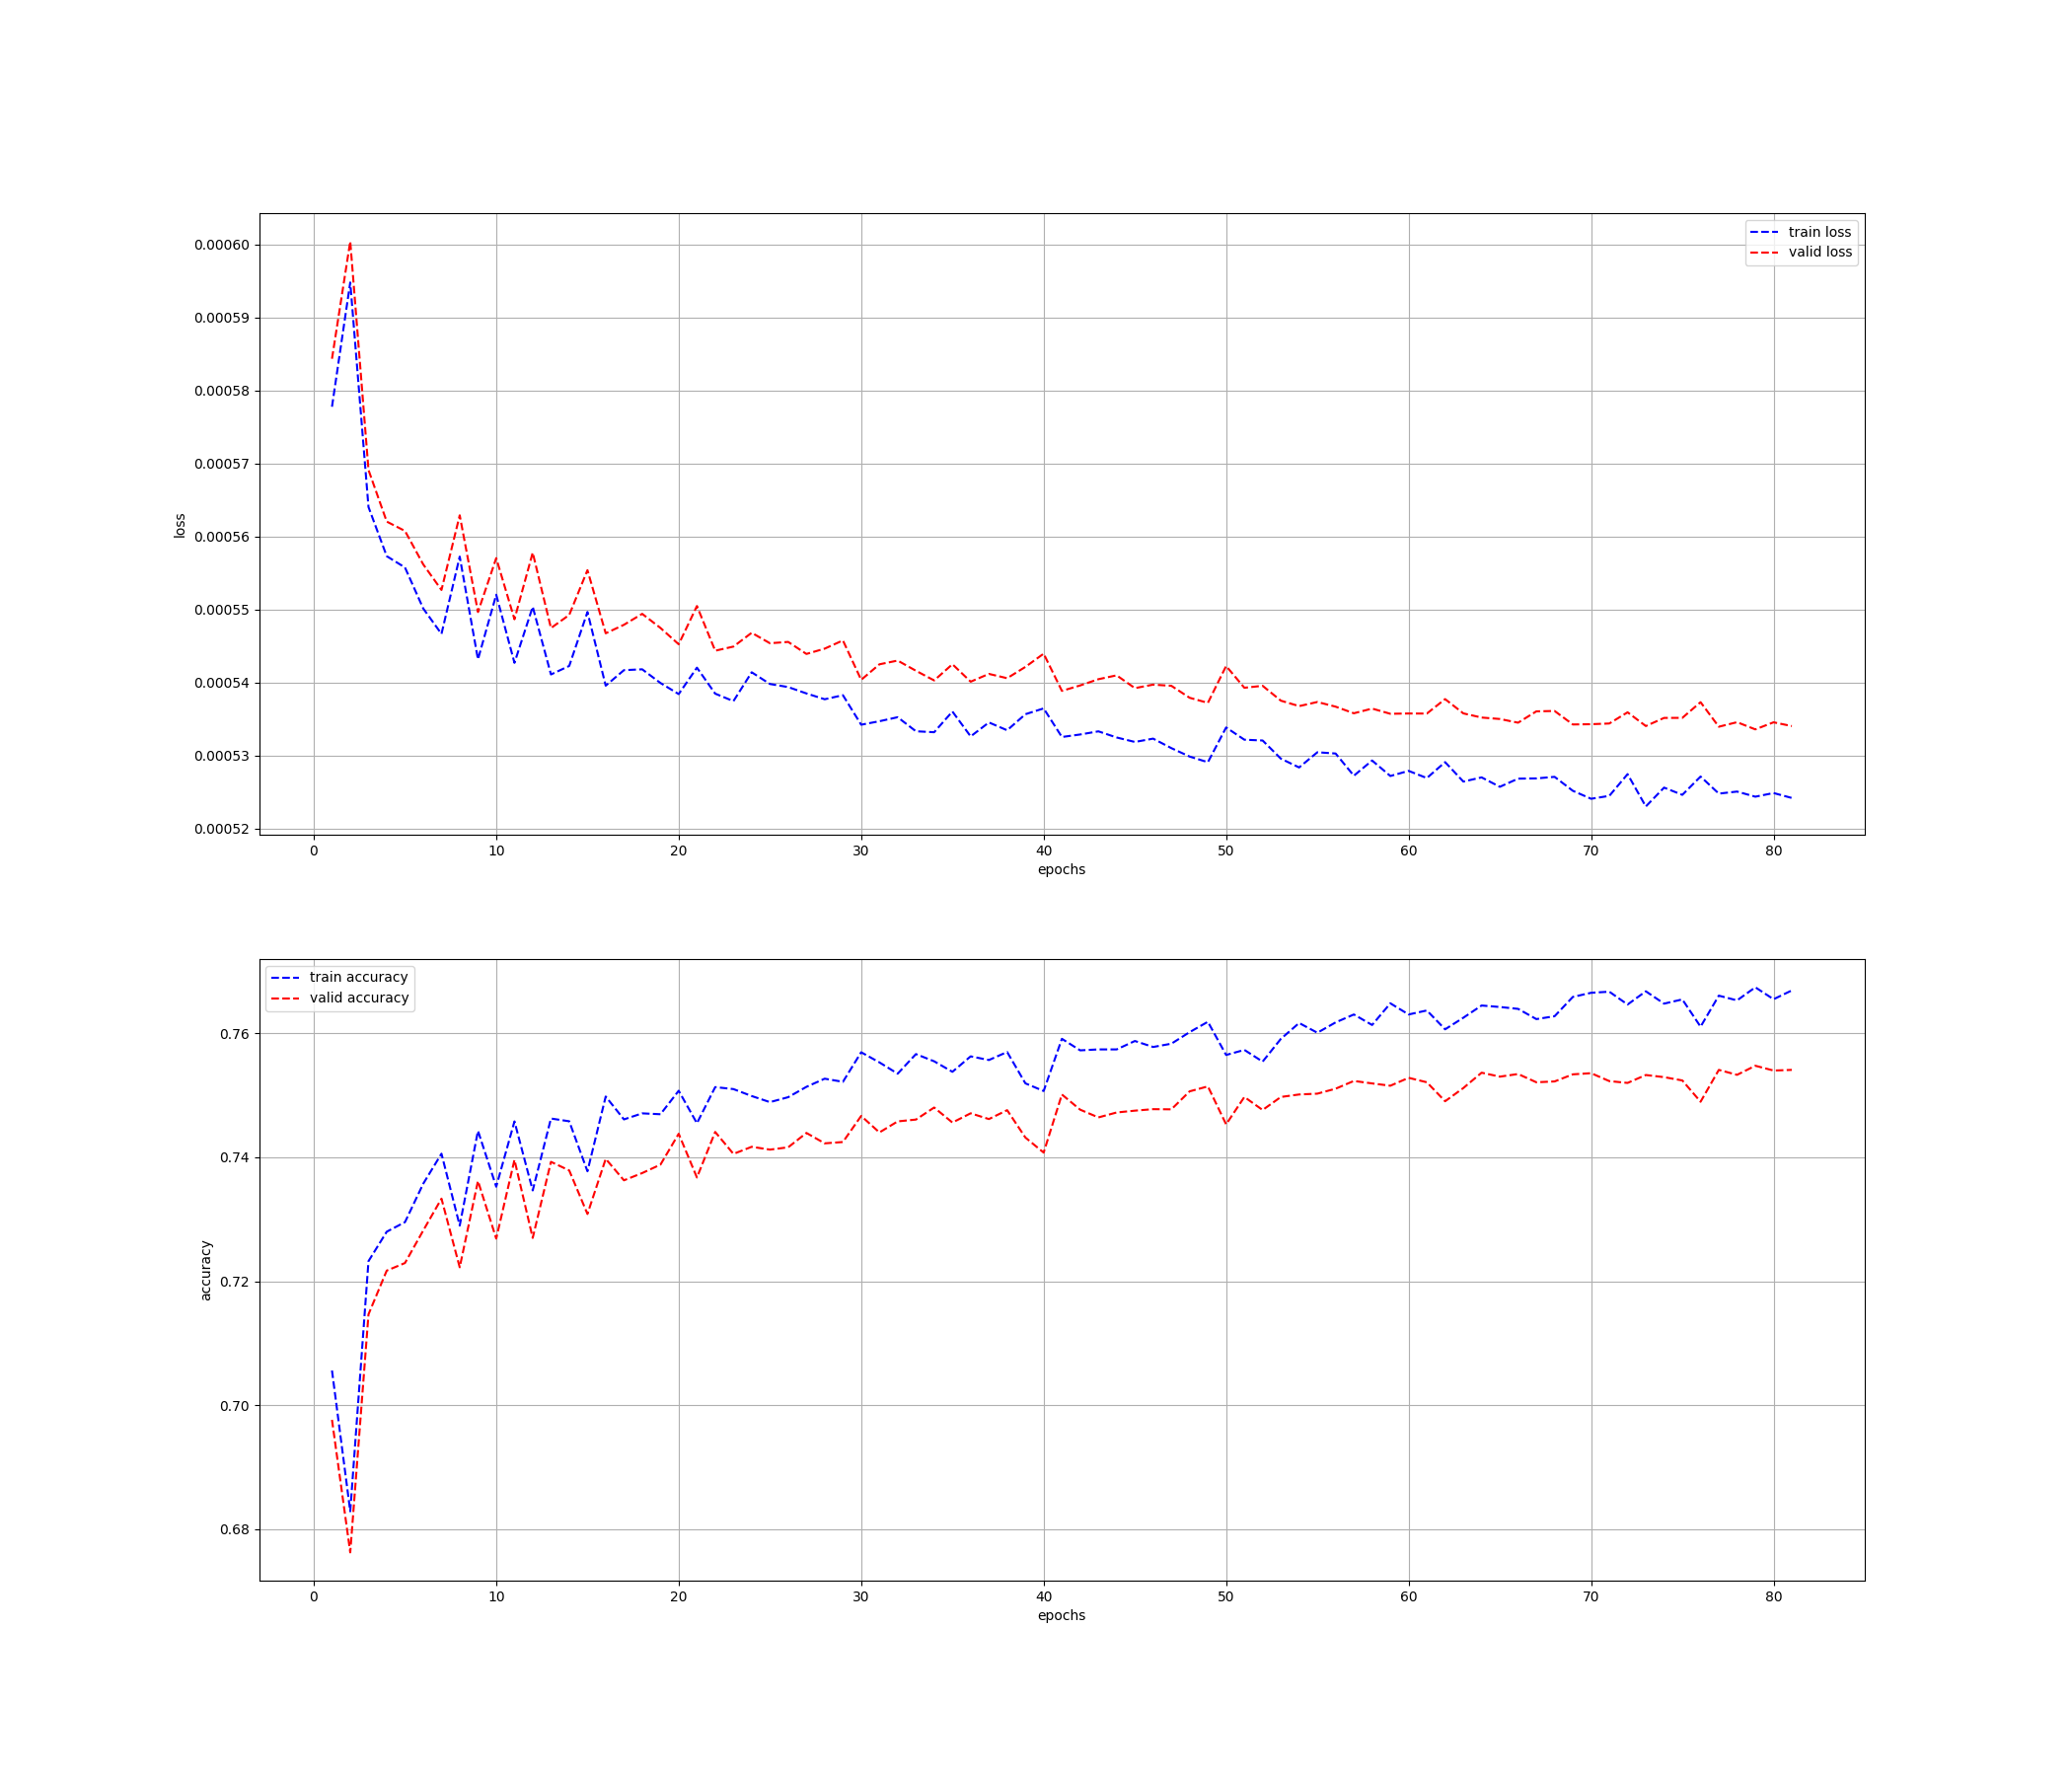 train loss
valid loss
0.00060
0.00059
0.00058
0.00057
0.00056
0.00055
0.00054
0.00053
0.00052
loss
0 10 20 30 40 50 60 70 80
epochs
train accuracy
valid accuracy
0.76
0.74
0.72
0.70
0.68
accuracy
0 10 20 30 40 50 60 70 80
epochs